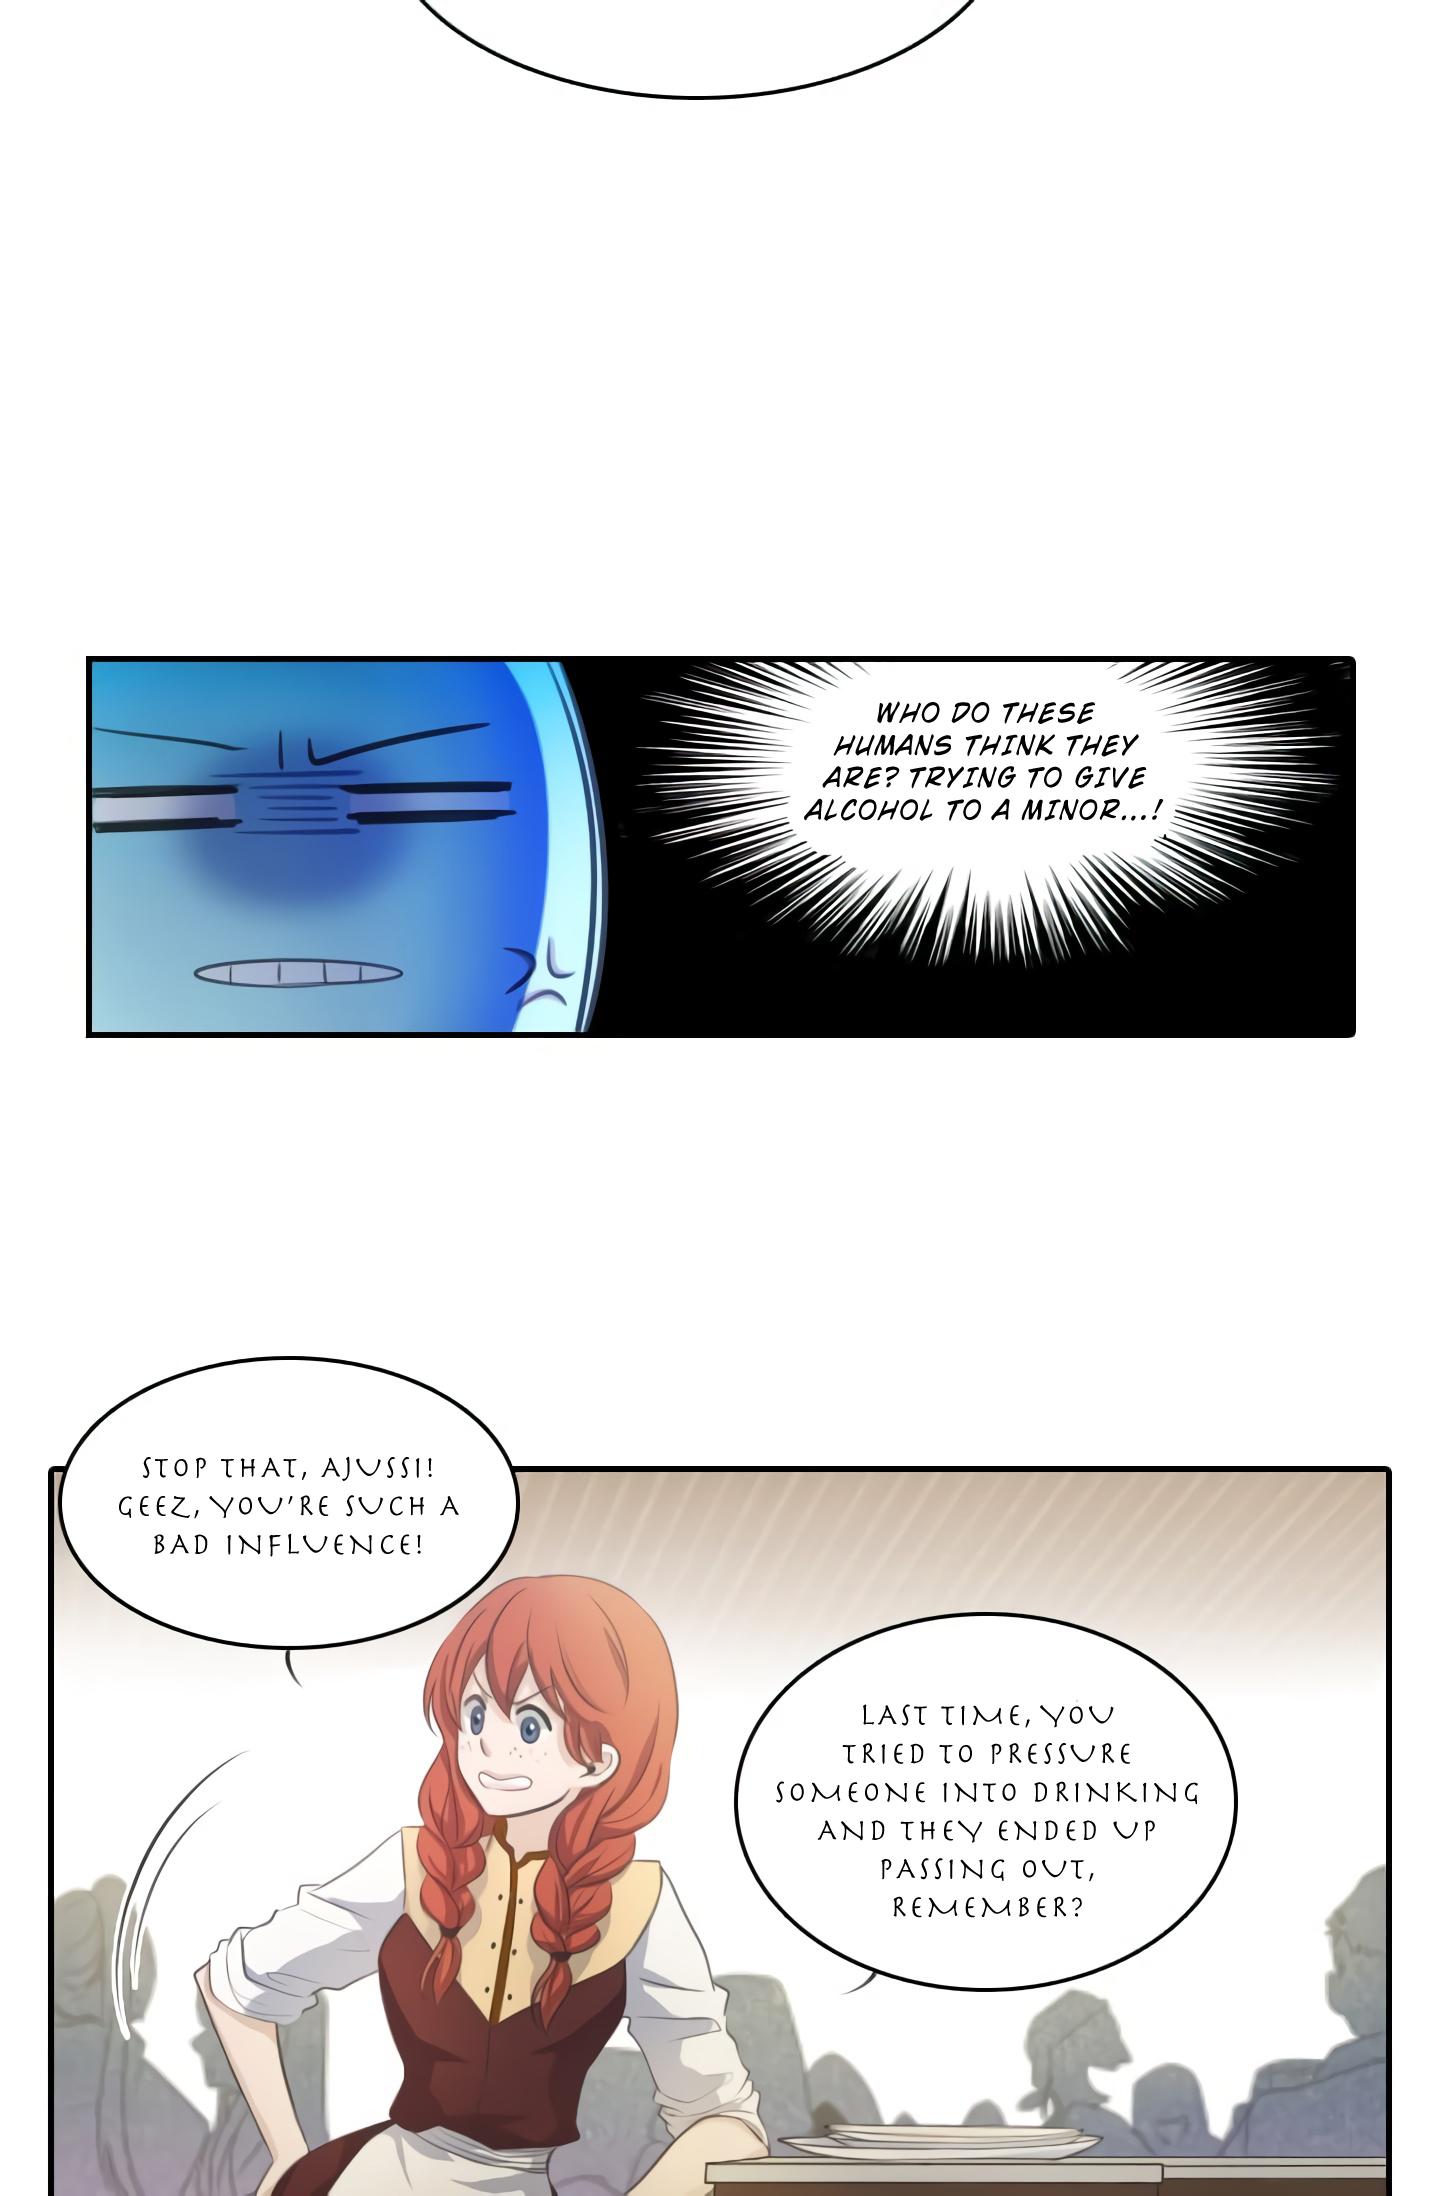 WHO DO THESE
HUMANS THINK THEY
ARE? TRYING TO GIVE
ALCOHOL TO A MINOR...!
STOP THAT, AJUSSI!
GEEZ, YOU'RE SUCH A
BAD INFLUENCE!
LAST TIME, YOU
TRIED TO PRESSURE
SOMEONE INTO DRINKING
AND THEY ENDED UP
PASSING OUT,
REMEMBER?